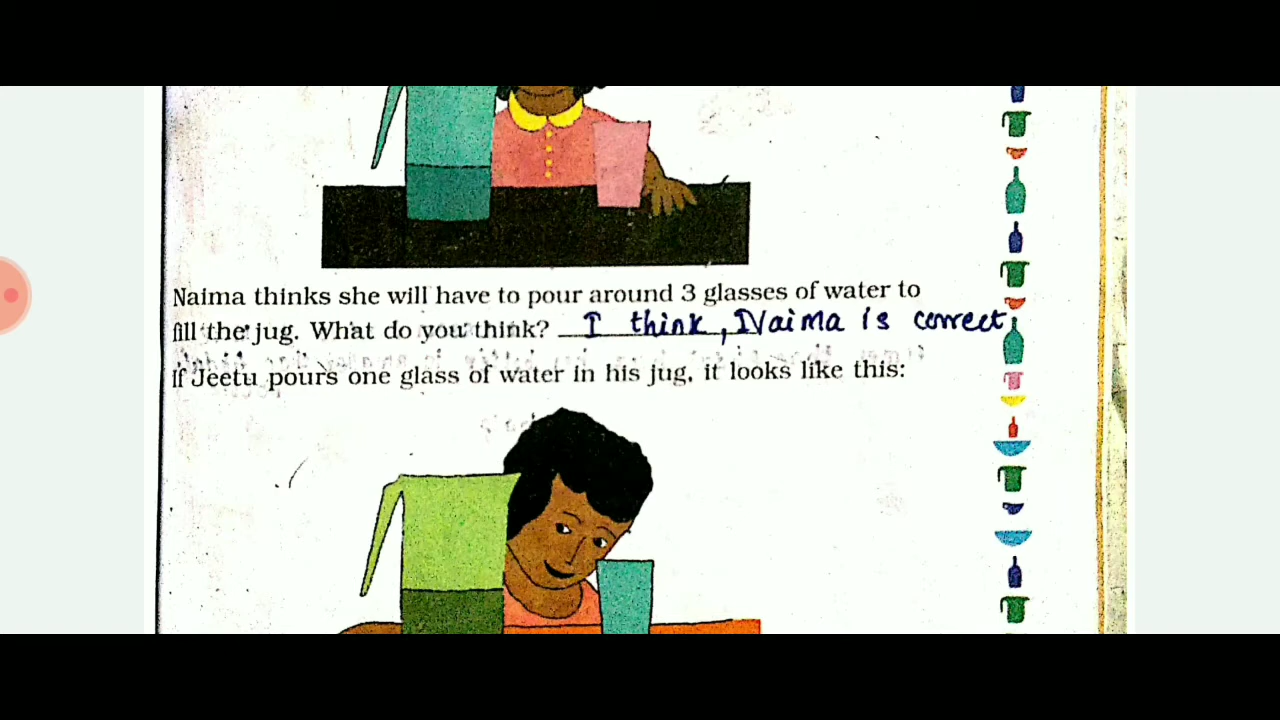 Naima thinks she will have to pour around 3 glasses of water to
fill the jug. What do you think? I think, Naima is correct
If Jeetu pours one glass of water in his jug, it looks like this: